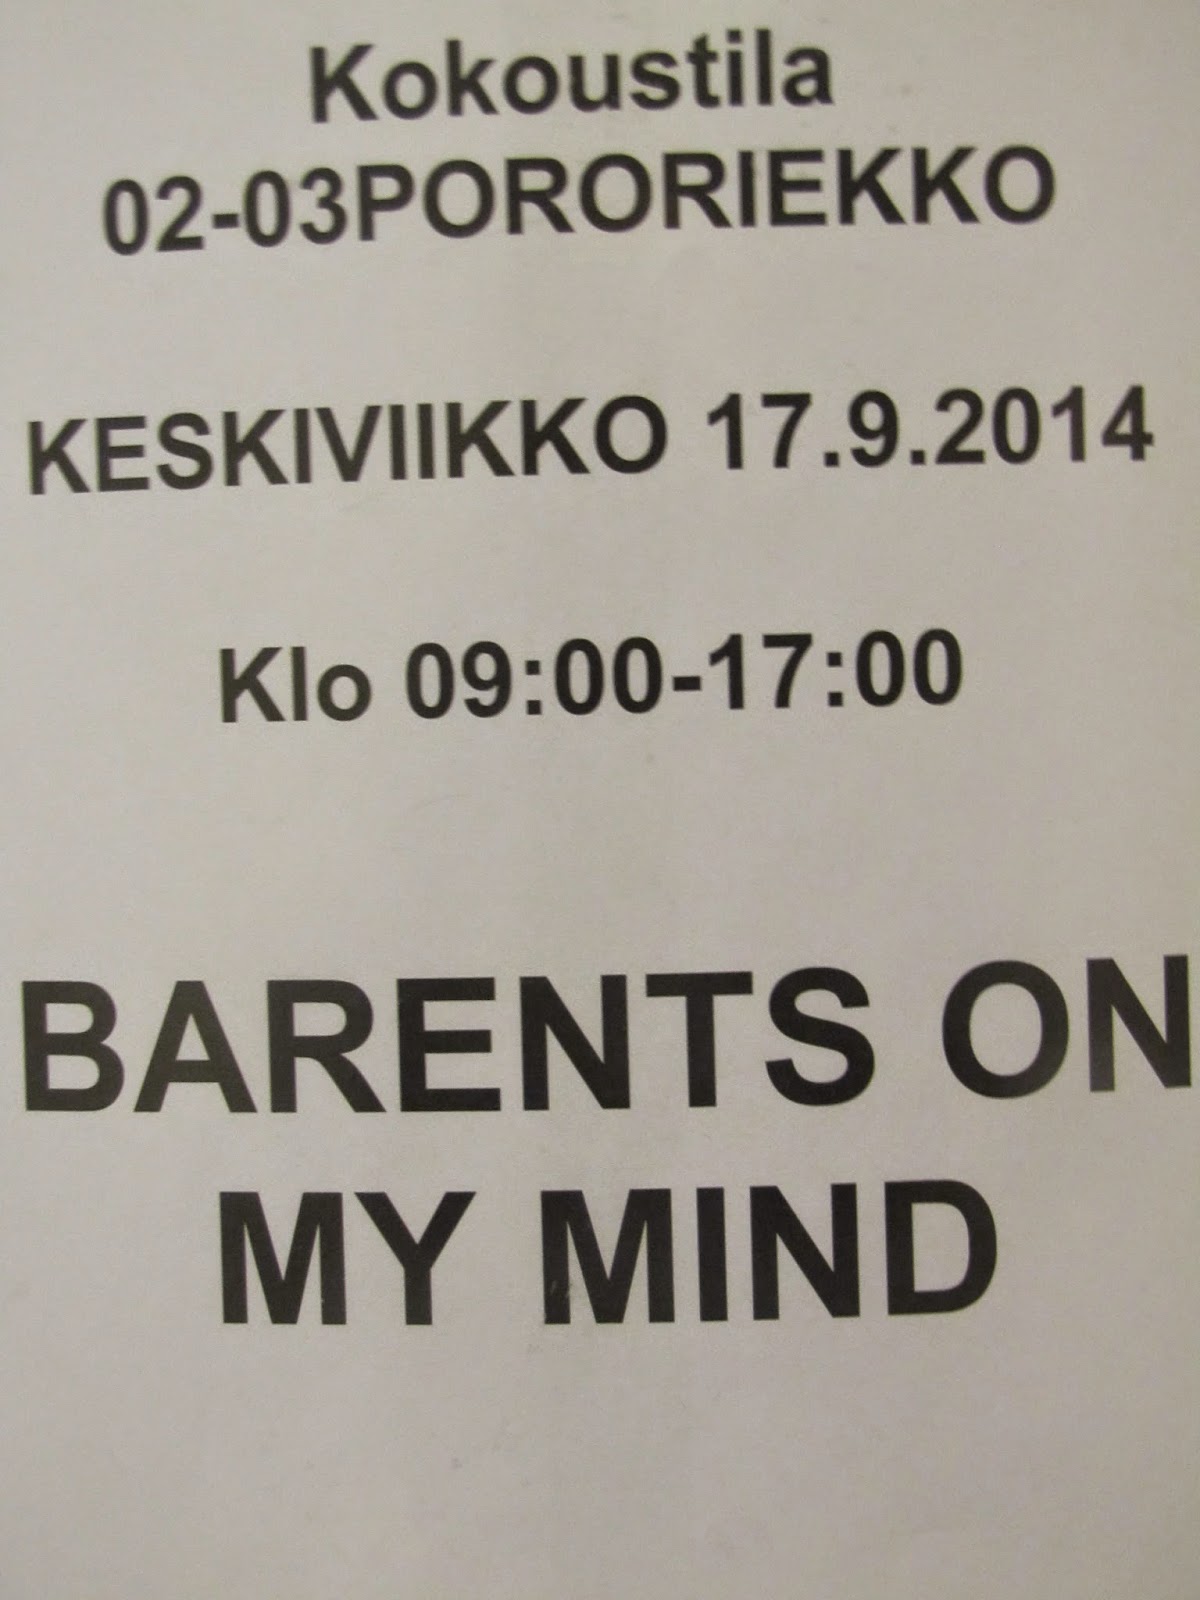 Kokoustila
02-03PORORIEKKO
KESKIVIIKKO 17.9.2014
Klo 09:00-17:00
BARENTS ON
MY MIND